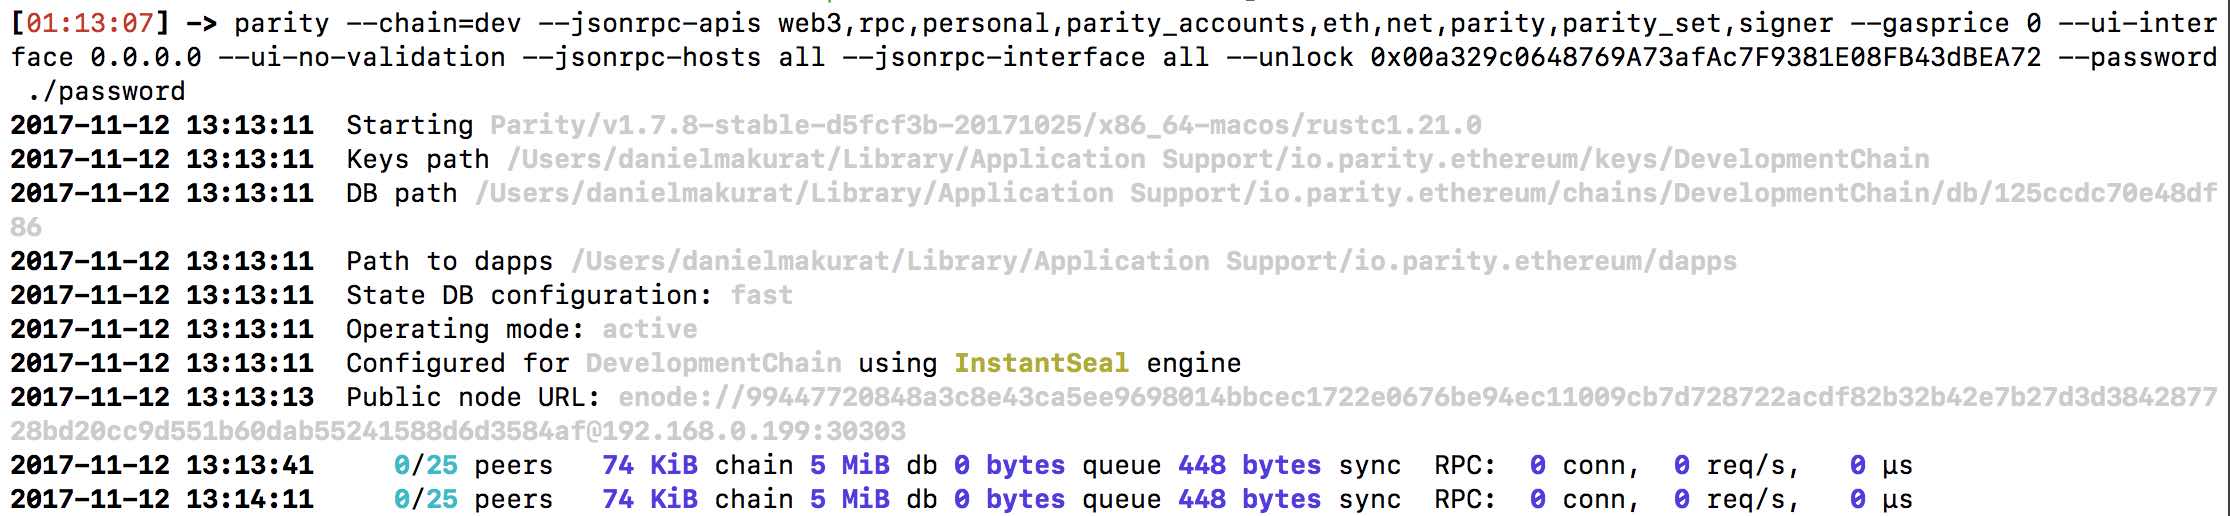 [01:13:07] -> parity --chain=dev --jsonrpc-apis web3,rpc,personal,parity_accounts,eth,net,parity,parity_set,signer --gasprice 0 --ui-inter
face 0.0.0.0 --ui-no-validation --jsonrpc-hosts all --jsonrpc-interface all --unlock 0x00a329c0648769A73afAc7F9381E08FB43dBEA72 --password
./password
2017-11-12 13:13:11  Starting Parity/v1.7.8-stable-d5fcf3b-20171025/x86_64-macos/rustc1.21.0
2017-11-12 13:13:11  Keys path /Users/danielmakurat/Library/Application Support/io.parity.ethereum/keys/DevelopmentChain
2017-11-12 13:13:11  DB path /Users/danielmakurat/Library/Application Support/io.parity.ethereum/chains/DevelopmentChain/db/125ccdc70e48df
86
2017-11-12 13:13:11  Path to dapps /Users/danielmakurat/Library/Application Support/io.parity.ethereum/dapps
2017-11-12 13:13:11  State DB configuration: fast
2017-11-12 13:13:11  Operating mode: active
2017-11-12 13:13:11  Configured for DevelopmentChain using InstantSeal engine
2017-11-12 13:13:13  Public node URL: enode://99447720848a3c8e43ca5ee9698014bbcec1722e0676be94ec11009cb7d728722acdf82b32b42e7b27d3d3842877
28bd20cc9d551b60dab55241588d6d3584af@192.168.0.199:30303
2017-11-12 13:13:41     0/25 peers   74 KiB chain 5 MiB db 0 bytes queue 448 bytes sync  RPC:  0 conn,  0 req/s,   0 µs
2017-11-12 13:14:11     0/25 peers   74 KiB chain 5 MiB db 0 bytes queue 448 bytes sync  RPC:  0 conn,  0 req/s,   0 µs